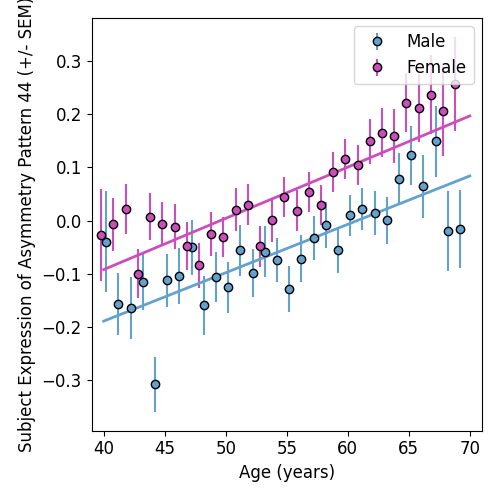 Subject Expression of Asymmetry Pattern 44 (+/- SEM)
Male
Female
0.3
0.2
0.1
0.0
−0.1
−0.2
−0.3
40 45 50 55 60 65 70
Age (years)